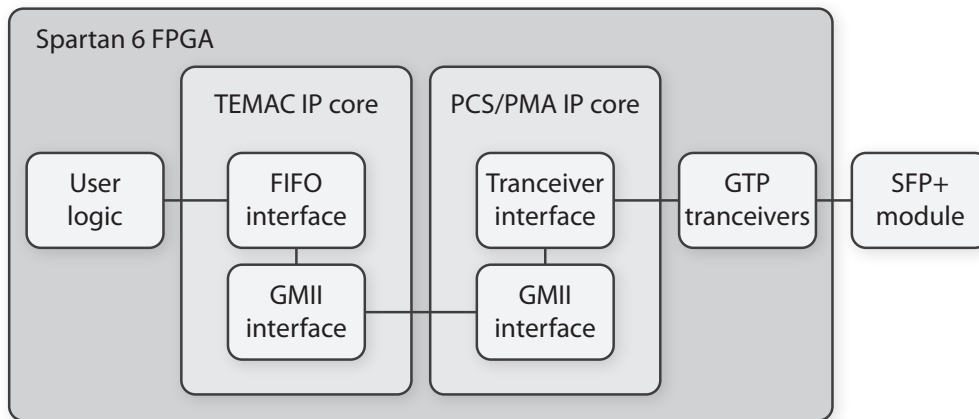 Spartan 6 FPGA
TEMAC IP core
PCS/PMA IP core
User
logic
FIFO
interface
Tranceiver
interface
GTP
tranceivers
SFP+
module
GMII
interface
GMII
interface